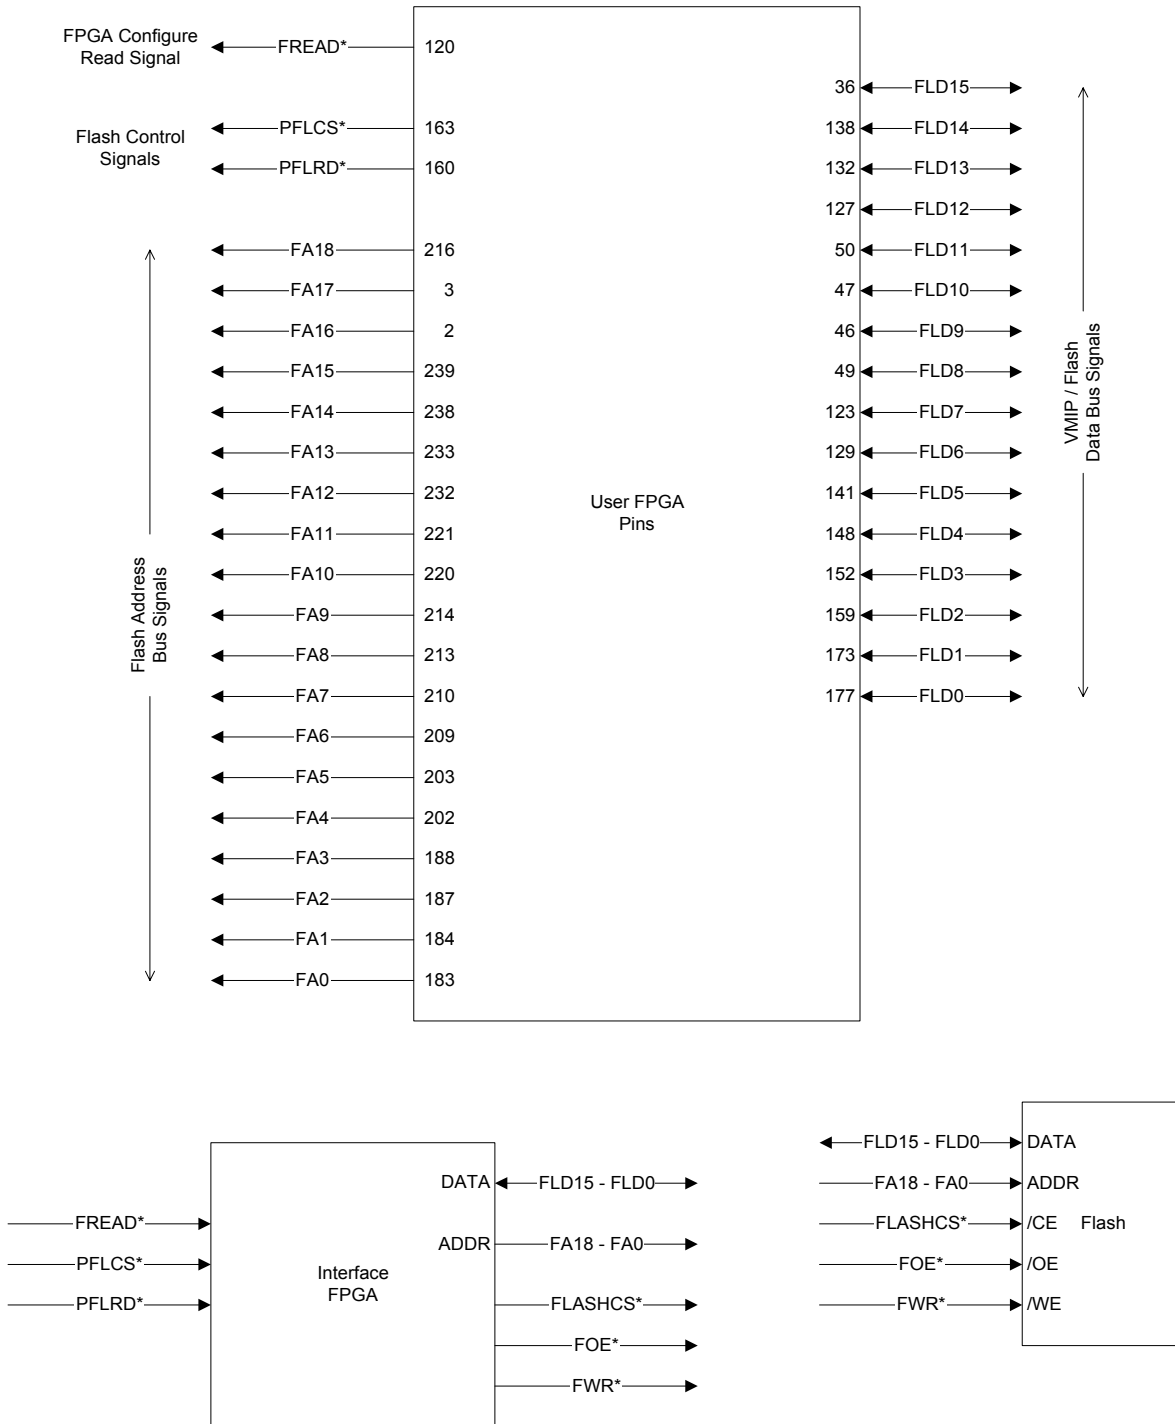 FPGA Configure
Read Signal
FREAD* 120
36 FLD15
Flash Control
Signals
PFLCS* 163
138 FLD14
PFLRD* 160
132 FLD13
127 FLD12
FA18 216
50 FLD11
FA17 3
47 FLD10
FA16 2
46 FLD9
FA15 239
49 FLD8
FA14 238
123 FLD7
FA13 233
129 FLD6
FA12 232
141 FLD5
FA11 221
148 FLD4
FA10 220
152 FLD3
FA9 214
159 FLD2
FA8 213
173 FLD1
FA7 210
177 FLD0
FA6 209
FA5 203
FA4 202
FA3 188
FA2 187
FA1 184
FA0 183
Flash Address
Bus Signals
User FPGA
Pins
VMIP / Flash
Data Bus Signals
FREAD*
PFLCS*
PFLRD*
Interface
FPGA
DATA FLD15 - FLD0
ADDR FA18 - FA0
FLASHCS*
FOE*
FWR*
FLD15 - FLD0 DATA
FA18 - FA0 ADDR
FLASHCS* /CE Flash
FOE* /OE
FWR* /WE